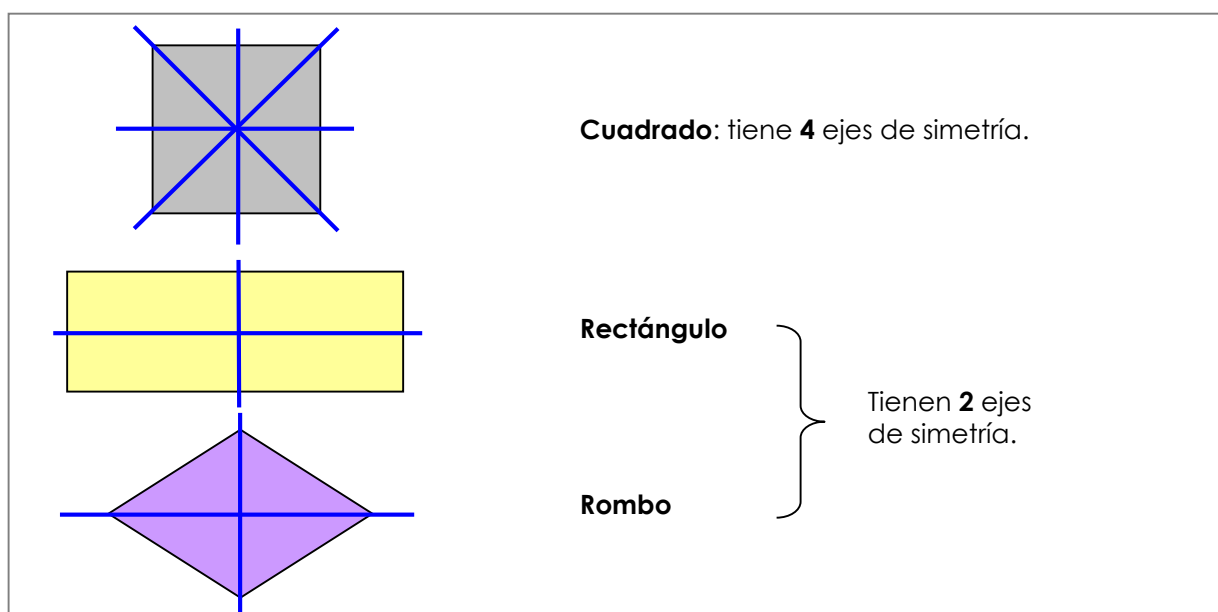 Cuadrado: tiene 4 ejes de simetría.
Rectángulo
Tienen 2 ejes
de simetría.
Rombo